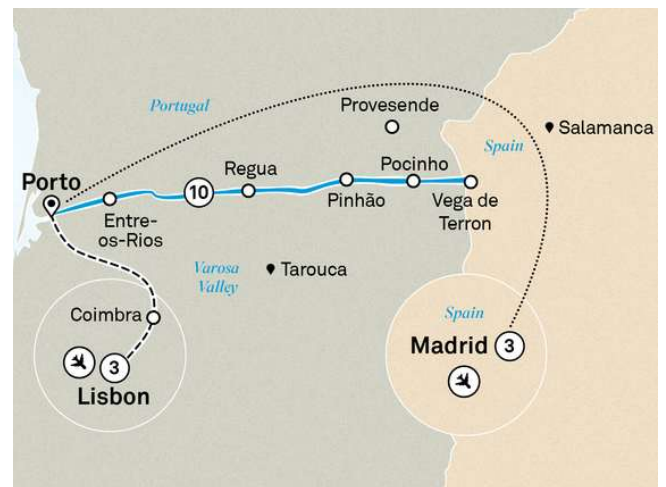 Portugal
Provesende
Salamanca
Spain
Porto
10
Regua
Pocinho
Entre-
os-Rios
Pinhão
Vega de
Terron
Varosa
Valley
Tarouca
Coimbra
3
Lisbon
Spain
Madrid 3